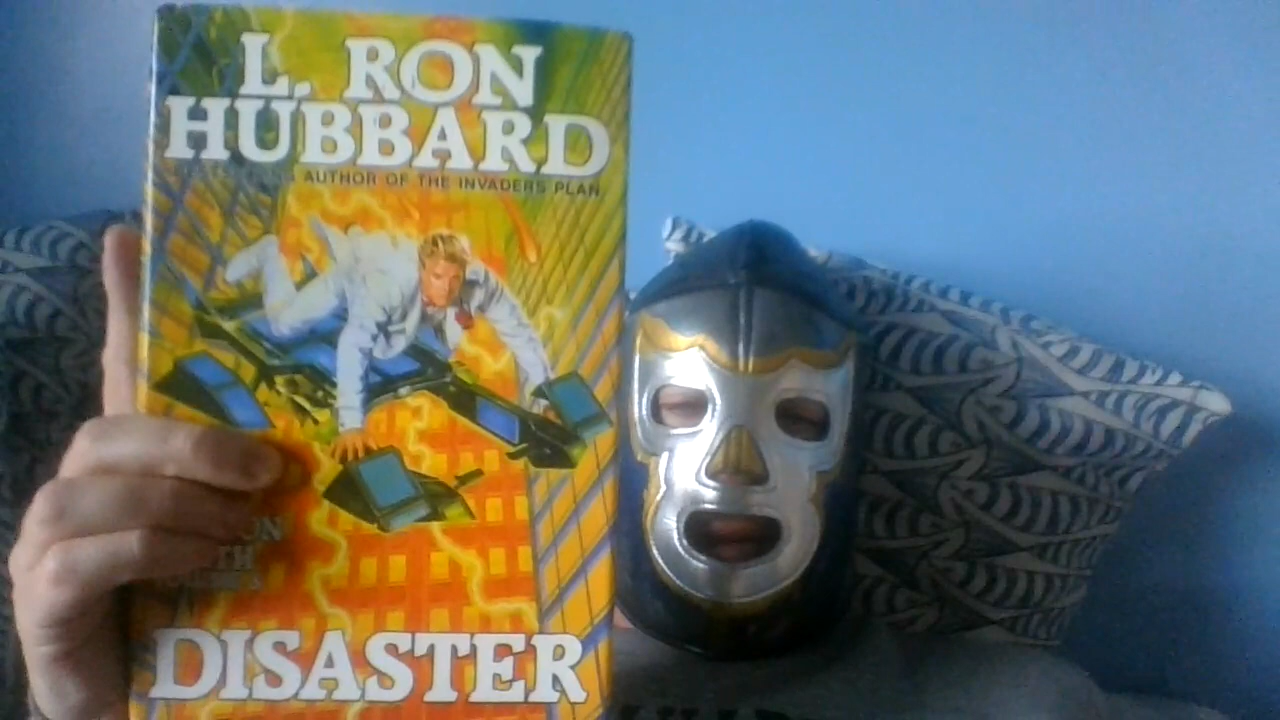 L. RON
HUBBARD
AUTHOR OF THE INVADERS PLAN
DISASTER